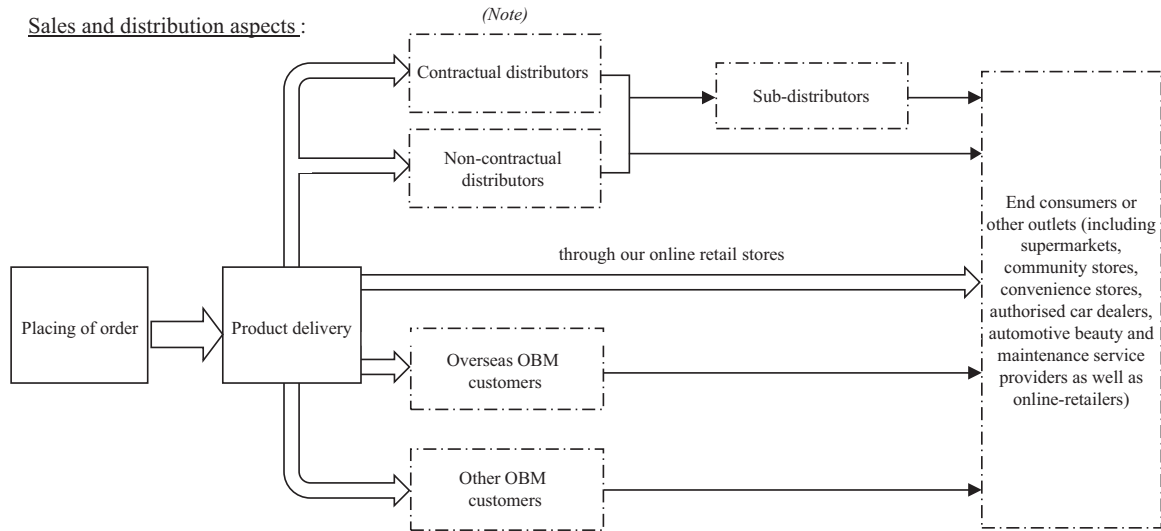 Sales and distribution aspects :
(Note)
Contractual distributors
Sub-distributors
Non-contractual
distributors
through our online retail stores
Placing of order
Product delivery
Overseas OBM
customers
Other OBM
customers
End consumers or
other outlets (including
supermarkets,
community stores,
convenience stores,
authorised car dealers,
automotive beauty and
maintenance service
providers as well as
online-retailers)